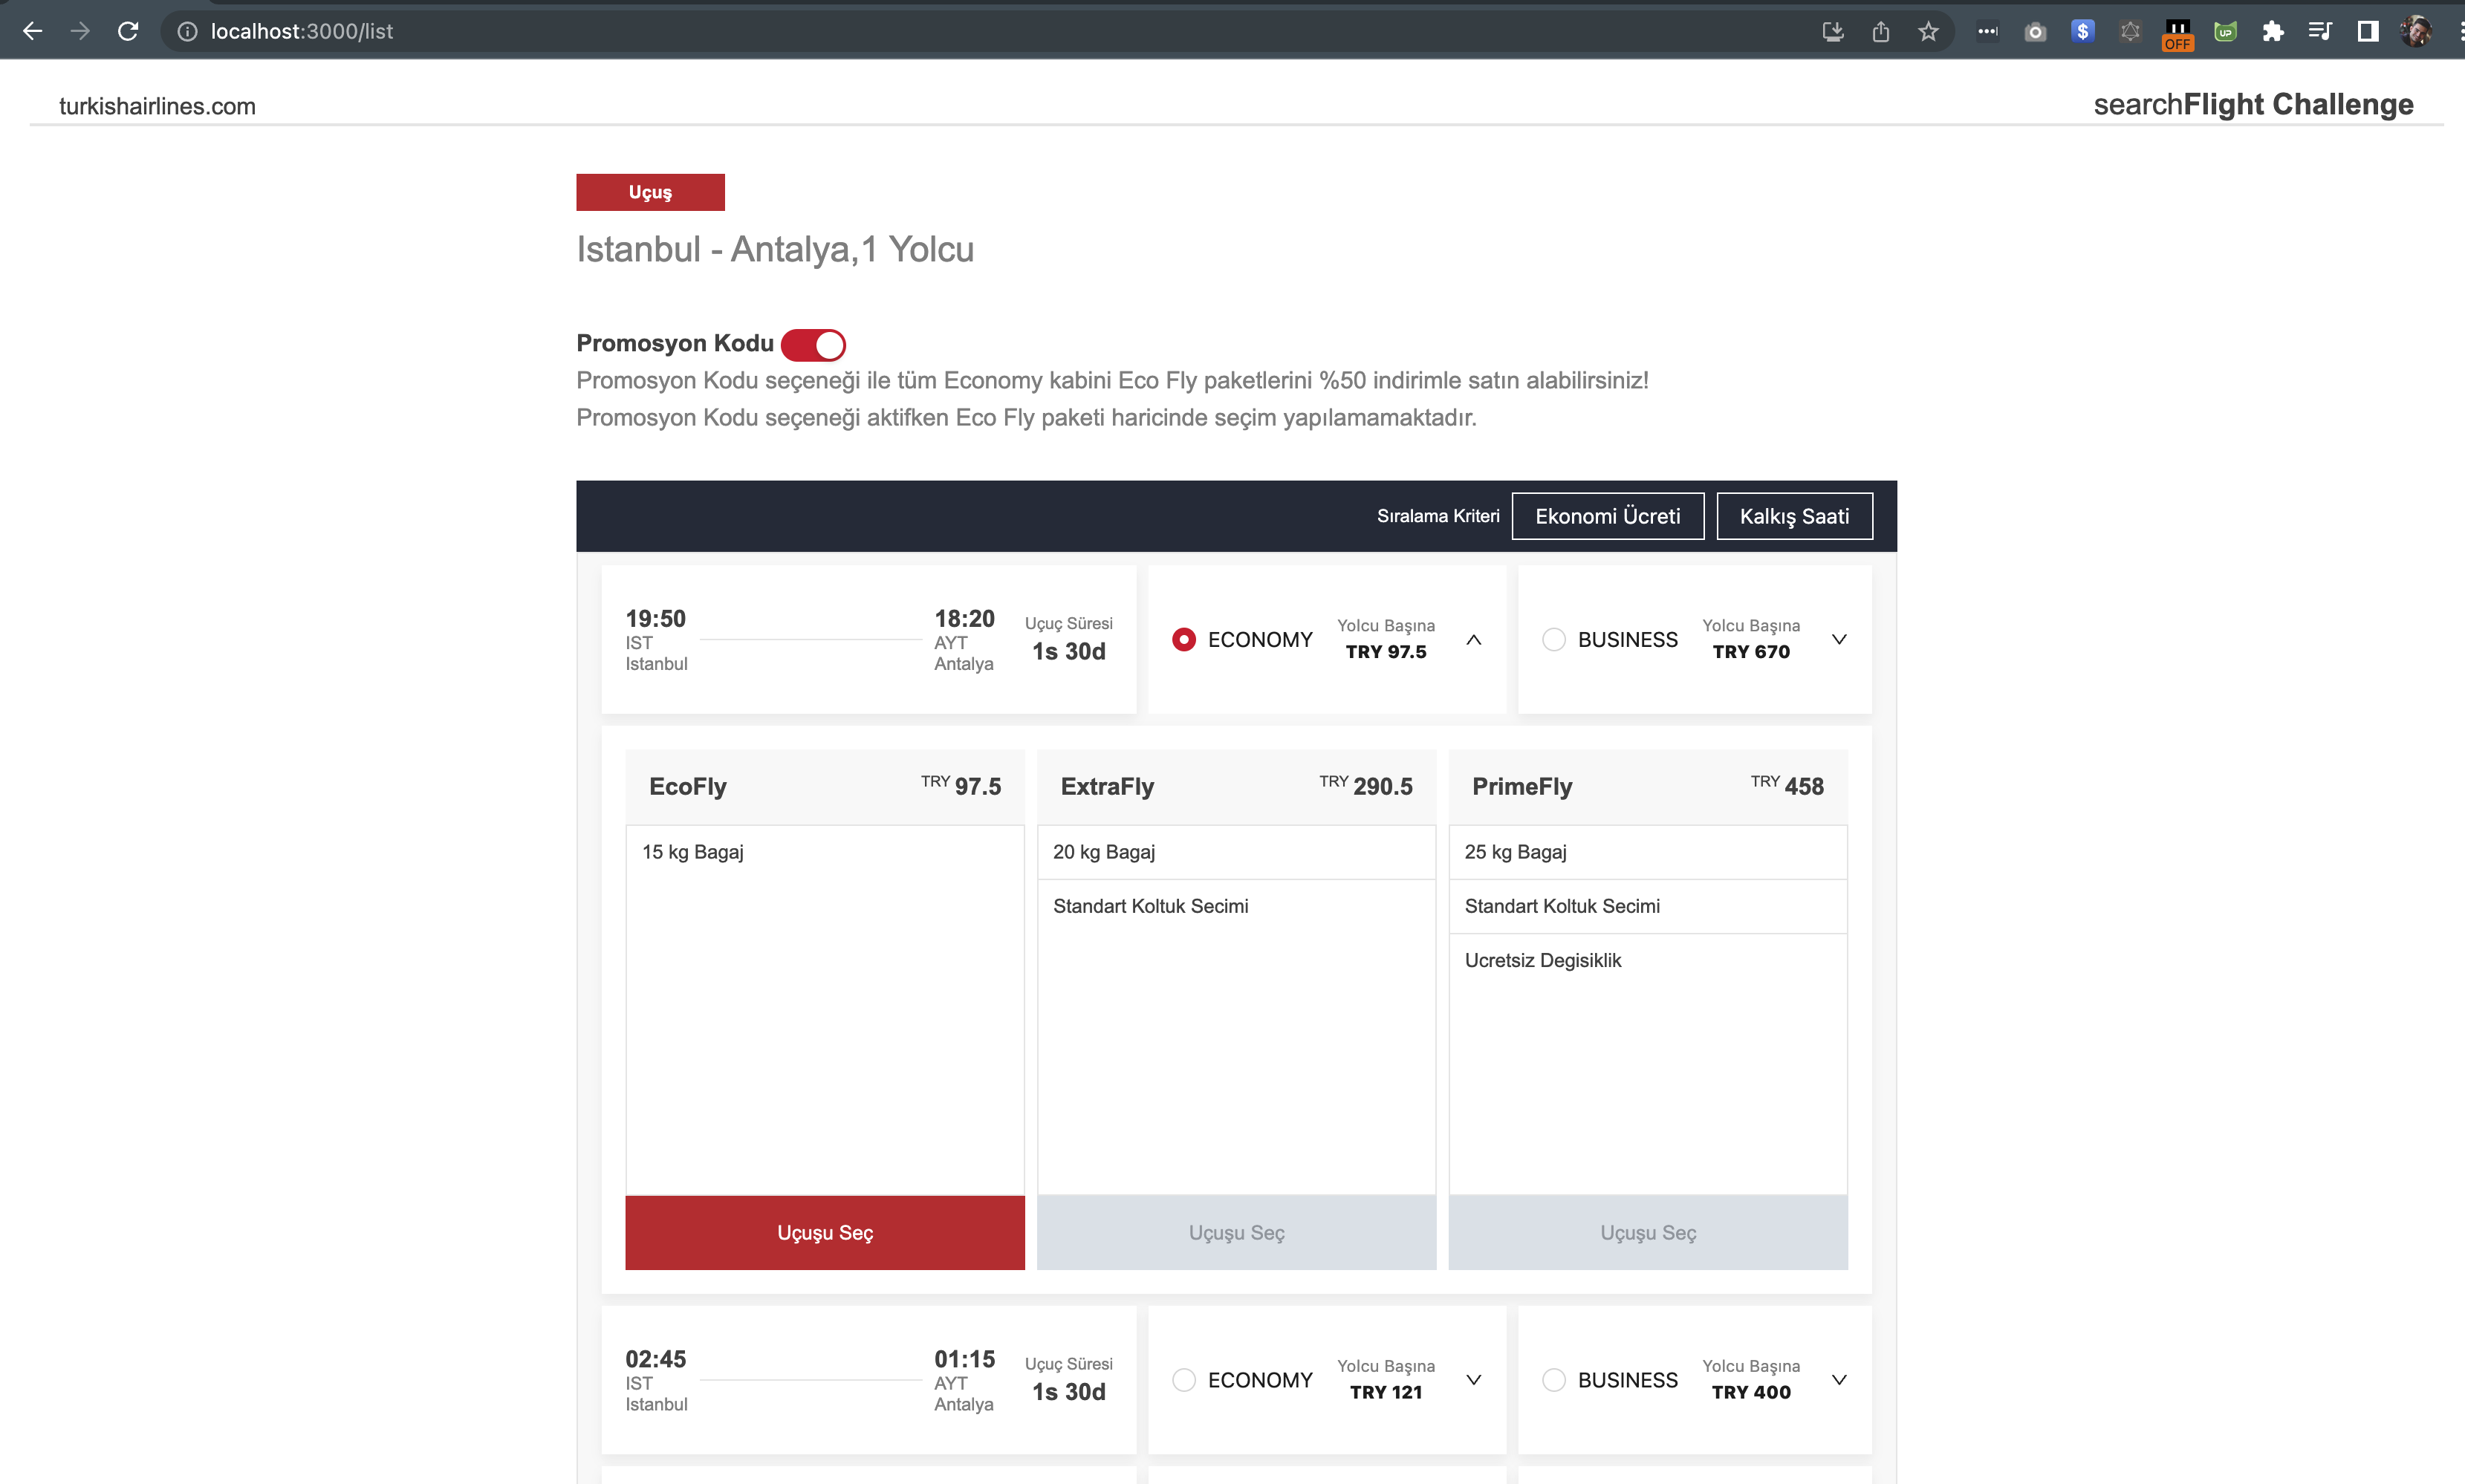 localhost:3000/list
OFF
UP
$
turkishairlines.com
searchFlight Challenge
Uçuş
Istanbul - Antalya,1 Yolcu
Promosyon Kodu
Promosyon Kodu seçeneği ile tüm Economy kabini Eco Fly paketlerini %50 indirimle satın alabilirsiniz!
Promosyon Kodu seçeneği aktifken Eco Fly paketi haricinde seçim yapılamamaktadır.
Sıralama Kriteri
Ekonomi Ücreti
Kalkış Saati
19:50
IST
Istanbul
18:20
AYT
Antalya
Uçuç Süresi
1s 30d
ECONOMY
Yolcu Başına
TRY 97.5
BUSINESS
Yolcu Başına
TRY 670
EcoFly
TRY 97.5
15 kg Bagaj
Uçuşu Seç
ExtraFly
TRY 290.5
20 kg Bagaj
Standart Koltuk Secimi
Uçuşu Seç
PrimeFly
TRY 458
25 kg Bagaj
Standart Koltuk Secimi
Ucretsiz Degisiklik
Uçuşu Seç
02:45
IST
Istanbul
01:15
AYT
Antalya
Uçuç Süresi
1s 30d
ECONOMY
Yolcu Başına
TRY 121
BUSINESS
Yolcu Başına
TRY 400